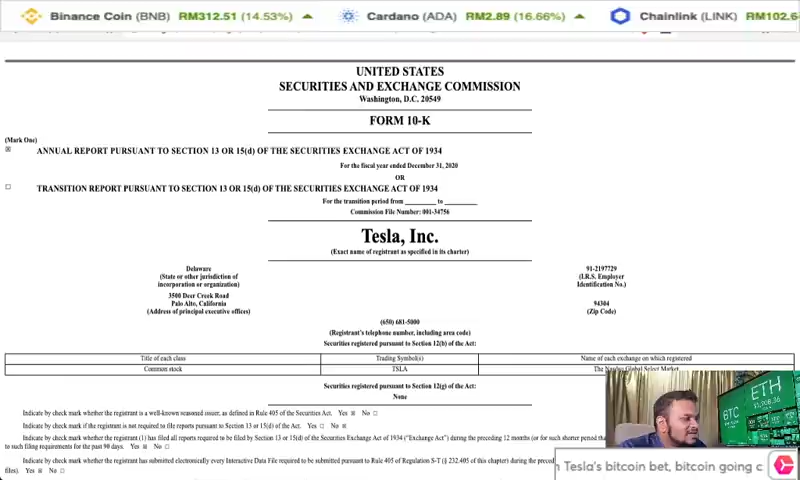 Binance Coin (BNB) RM312.51 (14.53%) Cardano (ADA) RM2.89 (16.66%) Chainlink (LINK) RM102.6
UNITED STATES
SECURITIES AND EXCHANGE COMMISSION
Washington, D.C. 20549
FORM 10-K
(Mark One)
ANNUAL REPORT PURSUANT TO SECTION 13 OR 15(d) OF THE SECURITIES EXCHANGE ACT OF 1934
For the fiscal year ended December 31, 2020
OR
TRANSITION REPORT PURSUANT TO SECTION 13 OR 15(d) OF THE SECURITIES EXCHANGE ACT OF 1934
For the transition period from ________ to ________
Commission File Number: 001-34756
Tesla, Inc.
(Exact name of registrant as specified in its charter)
Delaware 91-2197729
(State or other jurisdiction of (I.R.S. Employer
incorporation or organization) Identification No.)
3500 Deer Creek Road
Palo Alto, California 94304
(Address of principal executive offices) (Zip Code)
(650) 681-5000
(Registrant's telephone number, including area code)
Securities registered pursuant to Section 12(b) of the Act:
Title of each class Trading Symbol(s) Name of each exchange on which registered
Common stock TSLA The Nasdaq Global Select Market
Securities registered pursuant to Section 12(g) of the Act:
None
Indicate by check mark whether the registrant is a well-known seasoned issuer, as defined in Rule 405 of the Securities Act. Yes ☒ No ☐
Indicate by check mark if the registrant is not required to file reports pursuant to Section 13 or 15(d) of the Act. Yes ☐ No ☒
Indicate by check mark whether the registrant (1) has filed all reports required to be filed by Section 13 or 15(d) of the Securities Exchange Act of 1934 ("Exchange Act") during the preceding 12 months (or for such shorter period tha
to such filing requirements for the past 90 days. Yes ☒ No ☐
Indicate by check mark whether the registrant has submitted electronically every Interactive Data File required to be submitted pursuant to Rule 405 of Regulation S-T (§ 232.405 of this chapter) during the preced
files). Yes ☒ No ☐
BTC ETH
n Tesla's bitcoin bet, bitcoin going c